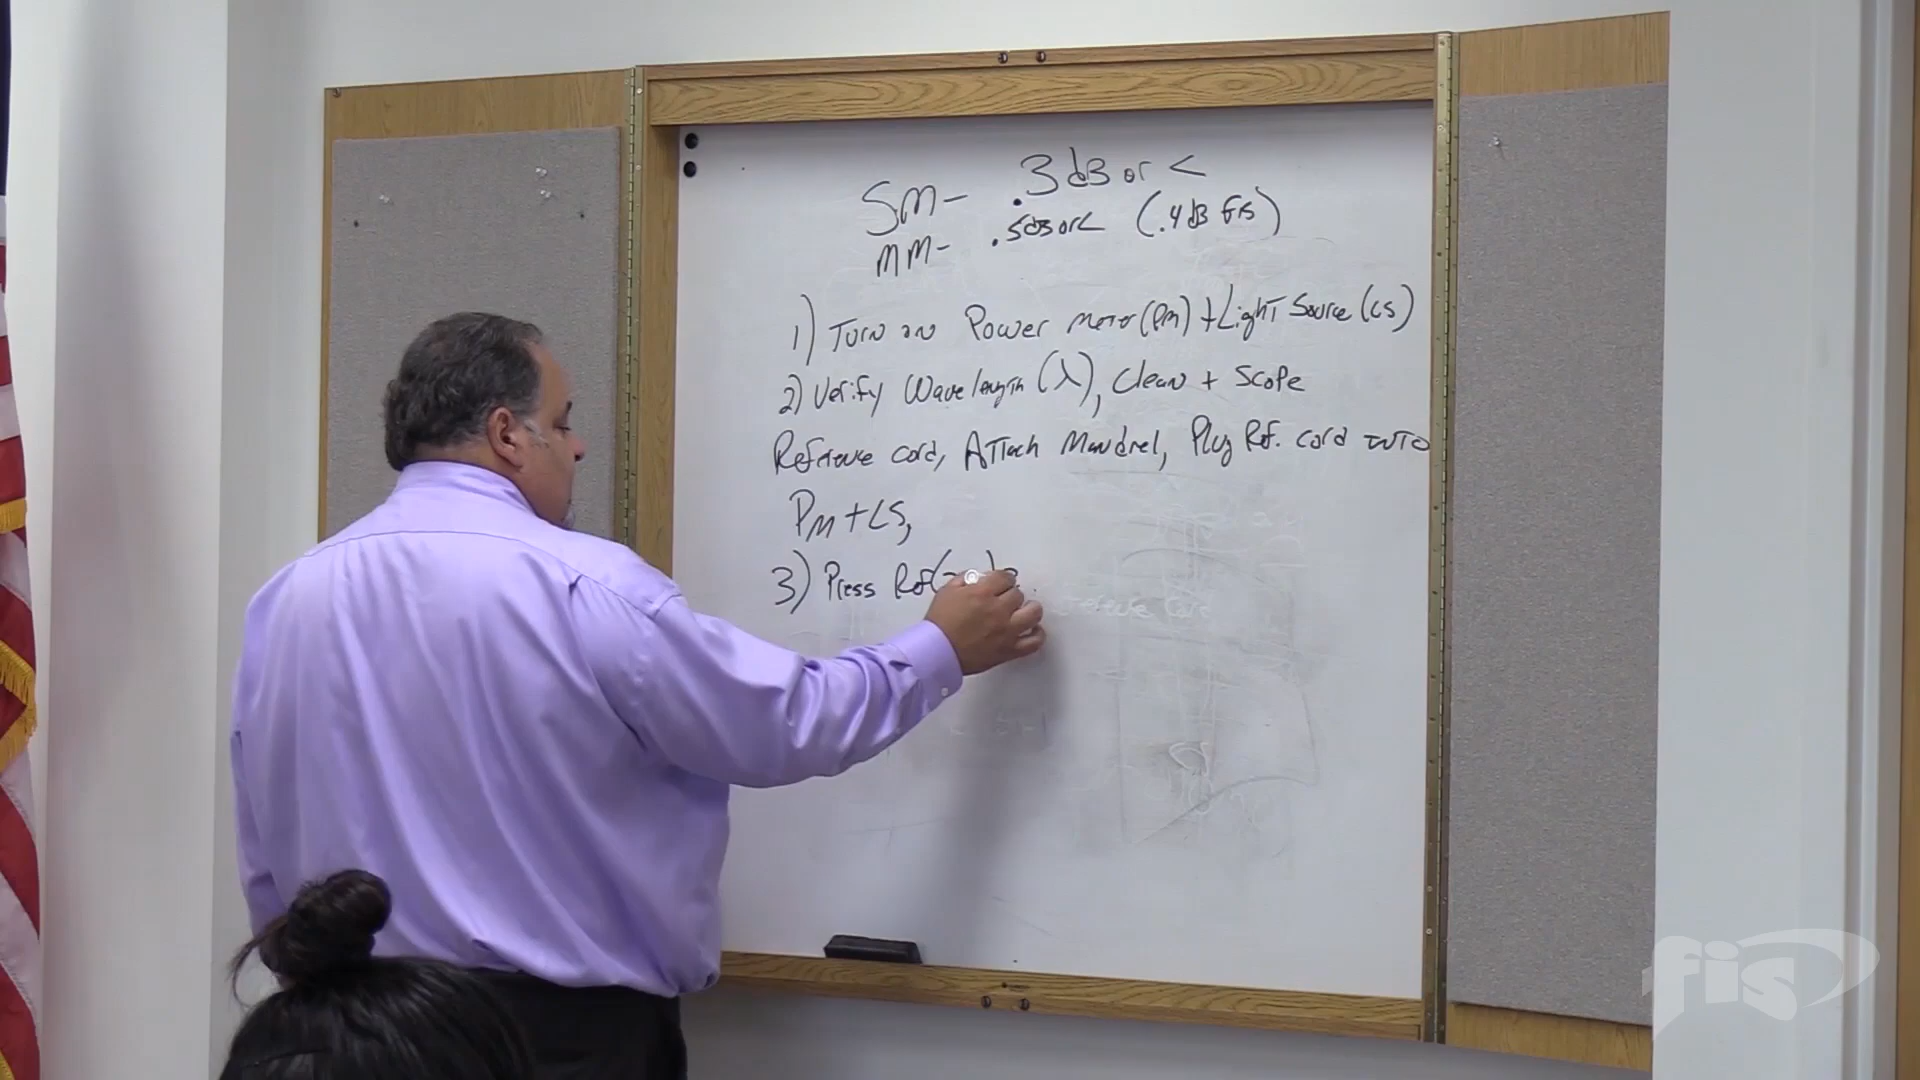 SM- .3dB or <
MM- .5dB or < (.4dB FIS)
1) Turn on Power Meter (PM) + Light Source (LS)
2) Verify Wavelength (λ), Clean + Scope
Reference cord, Attach Mandrel, Plug Ref. Cord into
PM + LS,
3) Press Ref
fis